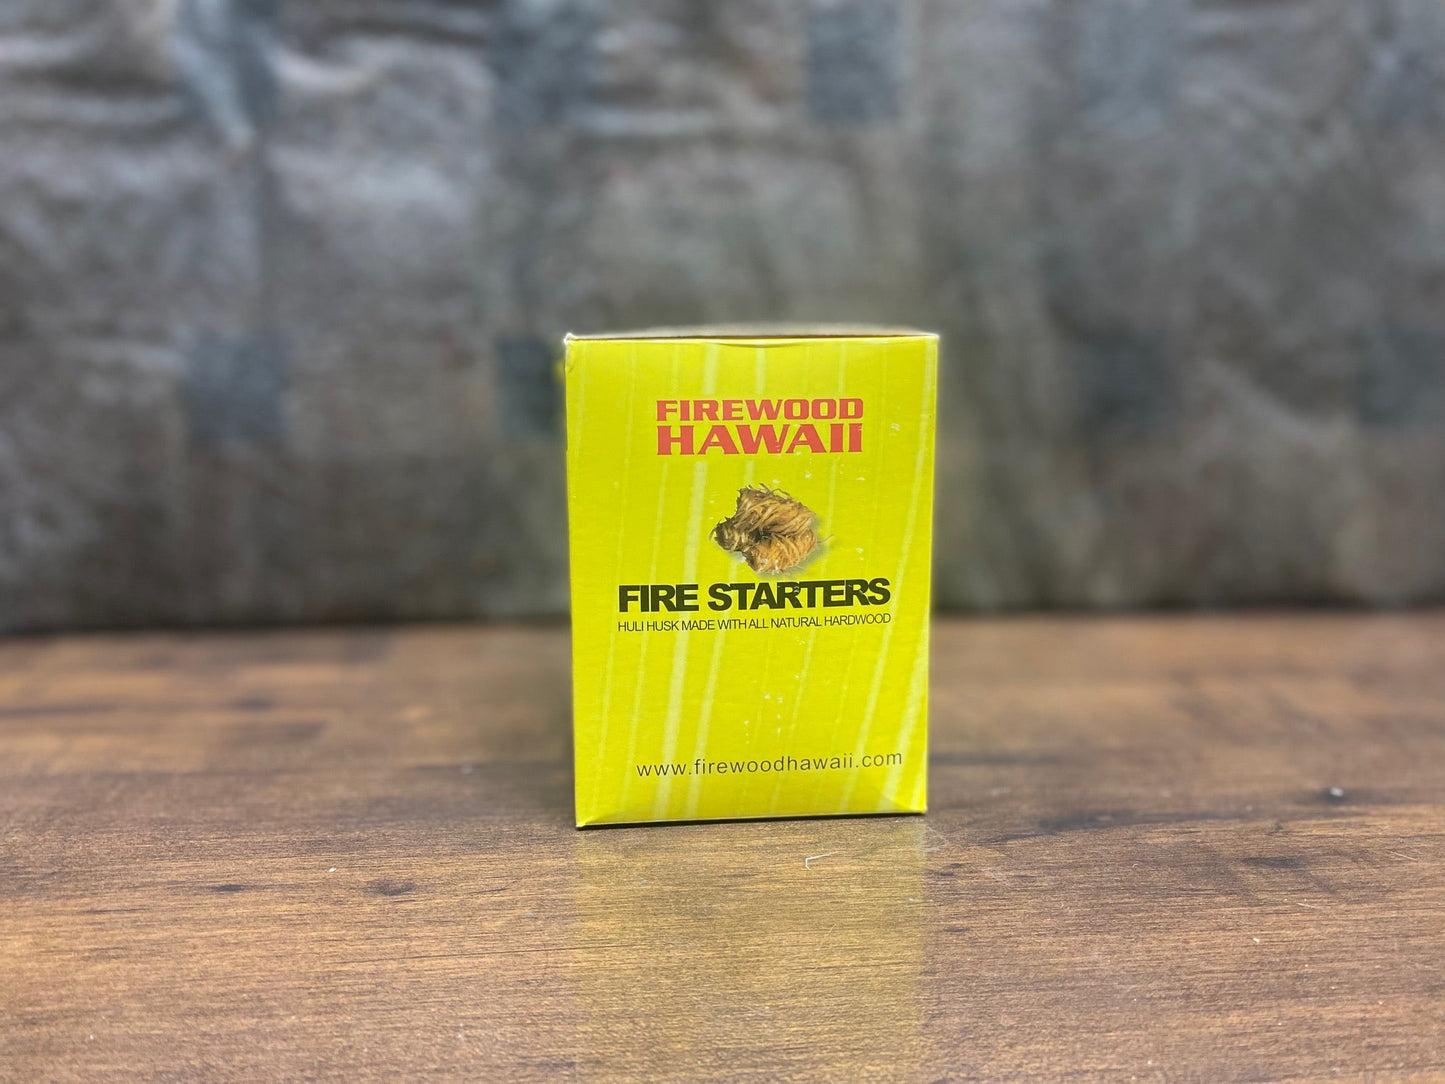 FIREWOOD
HAWAII
FIRE STARTERS
HULI HUSK MADE WITH ALL NATURAL HARDWOOD
www.firewoodhawaii.com